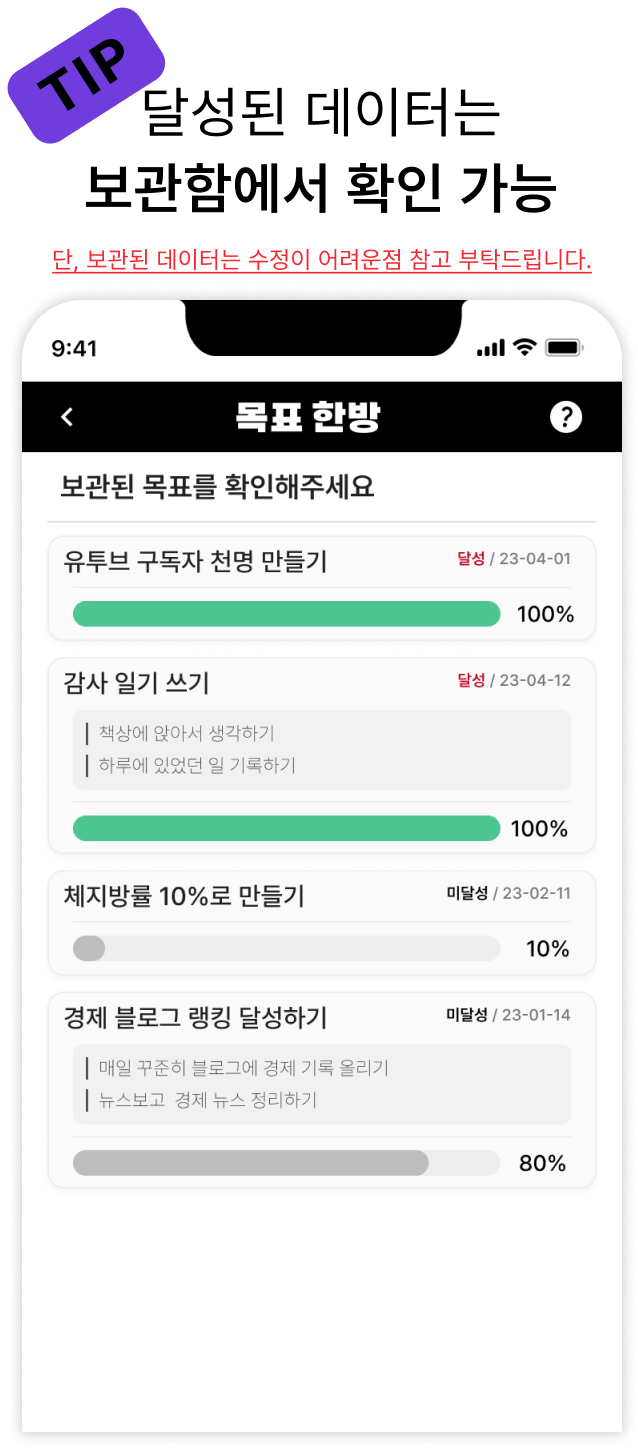 TIP
달성된 데이터는
보관함에서 확인 가능
단, 보관된 데이터는 수정이 어려운점 참고 부탁드립니다.
9:41
목표 한방
?
보관된 목표를 확인해주세요
유투브 구독자 천명 만들기
달성 / 23-04-01
100%
감사 일기 쓰기
달성 / 23-04-12
책상에 앉아서 생각하기
하루에 있었던 일 기록하기
100%
체지방률 10%로 만들기
미달성 / 23-02-11
10%
경제 블로그 랭킹 달성하기
미달성 / 23-01-14
매일 꾸준히 블로그에 경제 기록 올리기
뉴스보고 경제 뉴스 정리하기
80%